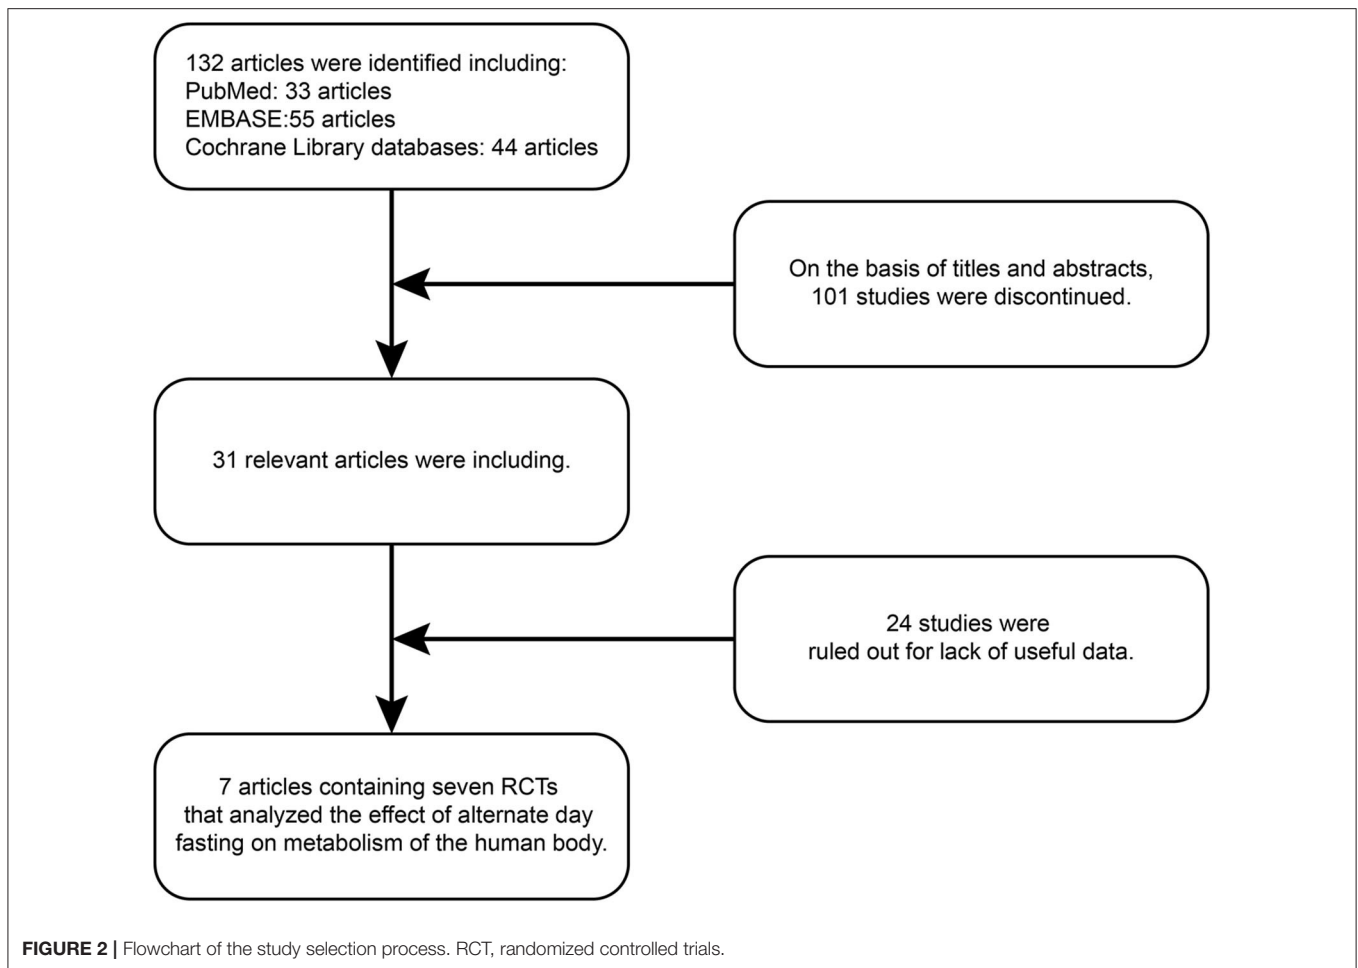 132 articles were identified including:
PubMed: 33 articles
EMBASE:55 articles
Cochrane Library databases: 44 articles
On the basis of titles and abstracts,
101 studies were discontinued.
31 relevant articles were including.
24 studies were
ruled out for lack of useful data.
7 articles containing seven RCTs
that analyzed the effect of alternate day
fasting on metabolism of the human body.
FIGURE 2 | Flowchart of the study selection process. RCT, randomized controlled trials.